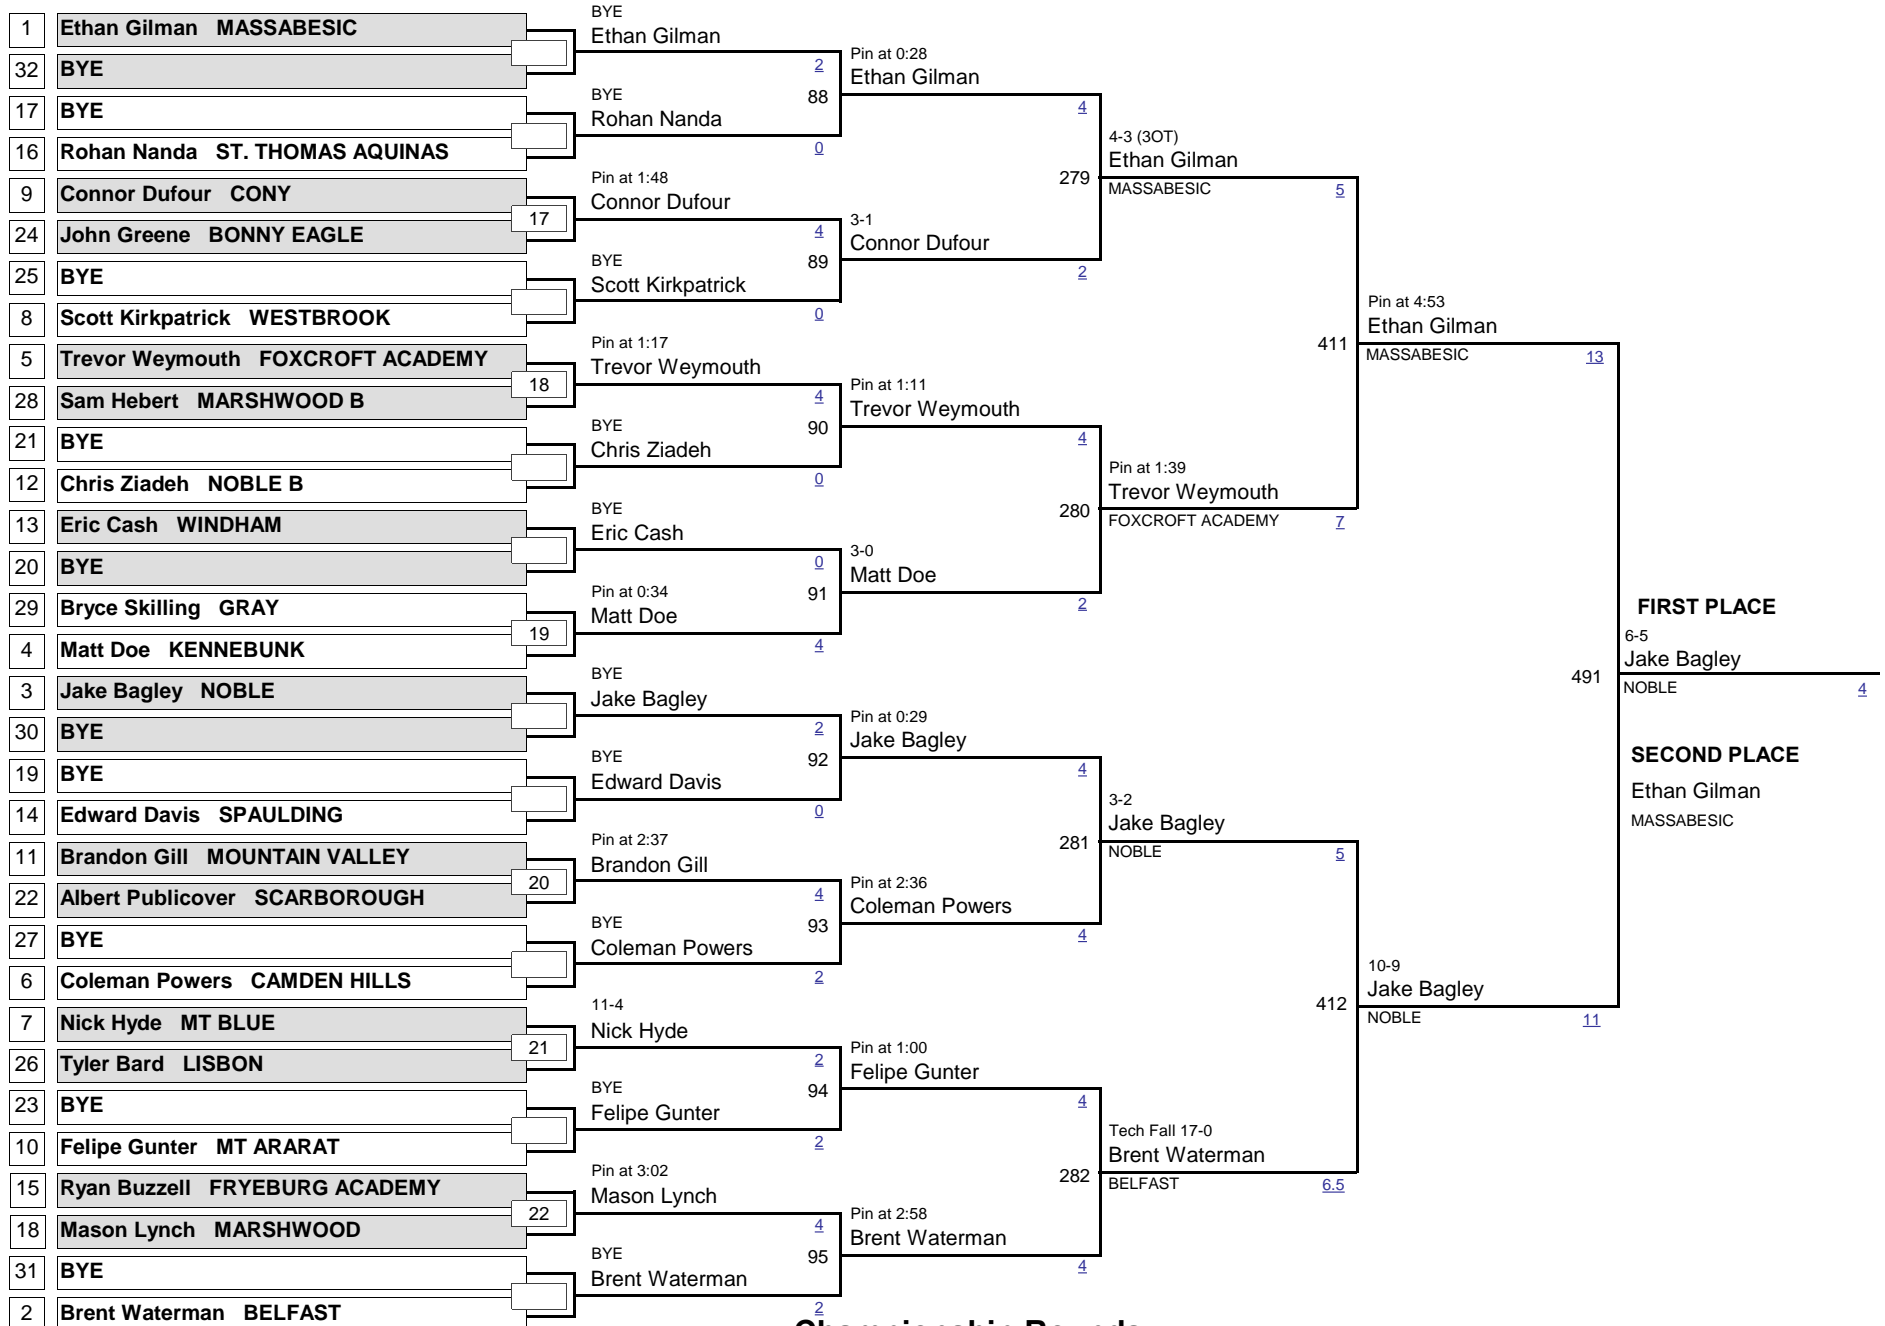 1 Ethan Gilman MASSABESIC
32 BYE
17 BYE
16 Rohan Nanda ST. THOMAS AQUINAS
9 Connor Dufour CONY
24 John Greene BONNY EAGLE
25 BYE
8 Scott Kirkpatrick WESTBROOK
5 Trevor Weymouth FOXCROFT ACADEMY
28 Sam Hebert MARSHWOOD B
21 BYE
12 Chris Ziadeh NOBLE B
13 Eric Cash WINDHAM
20 BYE
29 Bryce Skilling GRAY
4 Matt Doe KENNEBUNK
3 Jake Bagley NOBLE
30 BYE
19 BYE
14 Edward Davis SPAULDING
11 Brandon Gill MOUNTAIN VALLEY
22 Albert Publicover SCARBOROUGH
27 BYE
6 Coleman Powers CAMDEN HILLS
7 Nick Hyde MT BLUE
26 Tyler Bard LISBON
23 BYE
10 Felipe Gunter MT ARARAT
15 Ryan Buzzell FRYEBURG ACADEMY
18 Mason Lynch MARSHWOOD
31 BYE
2 Brent Waterman BELFAST
17
18
19
20
21
22
BYE
Ethan Gilman
2
88
BYE
Rohan Nanda
0
Pin at 1:48
Connor Dufour
4
89
BYE
Scott Kirkpatrick
0
Pin at 1:17
Trevor Weymouth
4
90
BYE
Chris Ziadeh
0
BYE
Eric Cash
0
91
Pin at 0:34
Matt Doe
4
BYE
Jake Bagley
2
92
BYE
Edward Davis
0
Pin at 2:37
Brandon Gill
4
93
BYE
Coleman Powers
2
11-4
Nick Hyde
2
94
BYE
Felipe Gunter
2
Pin at 3:02
Mason Lynch
4
95
BYE
Brent Waterman
2
Pin at 0:28
Ethan Gilman
4
279
3-1
Connor Dufour
2
Pin at 1:11
Trevor Weymouth
4
280
3-0
Matt Doe
2
Pin at 0:29
Jake Bagley
4
281
Pin at 2:36
Coleman Powers
4
Pin at 1:00
Felipe Gunter
4
282
Pin at 2:58
Brent Waterman
4
4-3 (3OT)
Ethan Gilman
MASSABESIC 5
411
Pin at 1:39
Trevor Weymouth
FOXCROFT ACADEMY 7
3-2
Jake Bagley
NOBLE 5
412
Tech Fall 17-0
Brent Waterman
BELFAST 6.5
Pin at 4:53
Ethan Gilman
MASSABESIC 13
491
10-9
Jake Bagley
NOBLE 11
FIRST PLACE
6-5
Jake Bagley
NOBLE 4
SECOND PLACE
Ethan Gilman
MASSABESIC
Championship Rounds